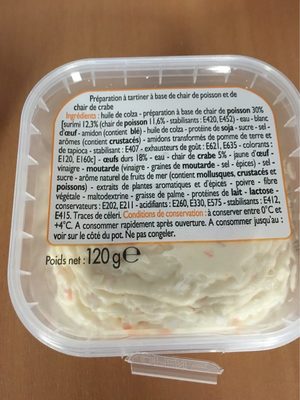 Préparation à tartiner à base de chair de poisson et de
chair de crabe
Ingrédients : huile de colza - préparation à base de chair de poisson 30%
[surimi 12,3% (chair de poisson 11,6% - stabilisants : E420, E452) - eau - blanc
d'œuf - amidon (contient blé) - huile de colza - protéine de soja - sucre - sel -
arômes (contient crustacés) - amidons transformés de pomme de terre et
de tapioca - stabilisants : E407 - exhausteurs de goût : E621, E635 - colorants :
E120, E160c] - œufs durs 18% - eau - chair de crabe 5% - jaune d'œuf -
vinaigre - moutarde (vinaigre - graines de moutarde - sel - épices) - sel -
sucre - arôme naturel de fruits de mer (contient mollusques, crustacés et
poissons) - extraits de plantes aromatiques et d'épices - poivre - fibre
végétale - maltodextrine - graisse de palme - protéines de lait - lactose -
conservateurs : E202, E211 - acidifiants : E260, E330, E575 - stabilisants : E412,
E415. Traces de céleri. Conditions de conservation : à conserver entre 0°C et
+4°C. A consommer rapidement après ouverture. A consommer jusqu'au :
voir sur le côté du pot. Ne pas congeler.
Poids net : 120 g e